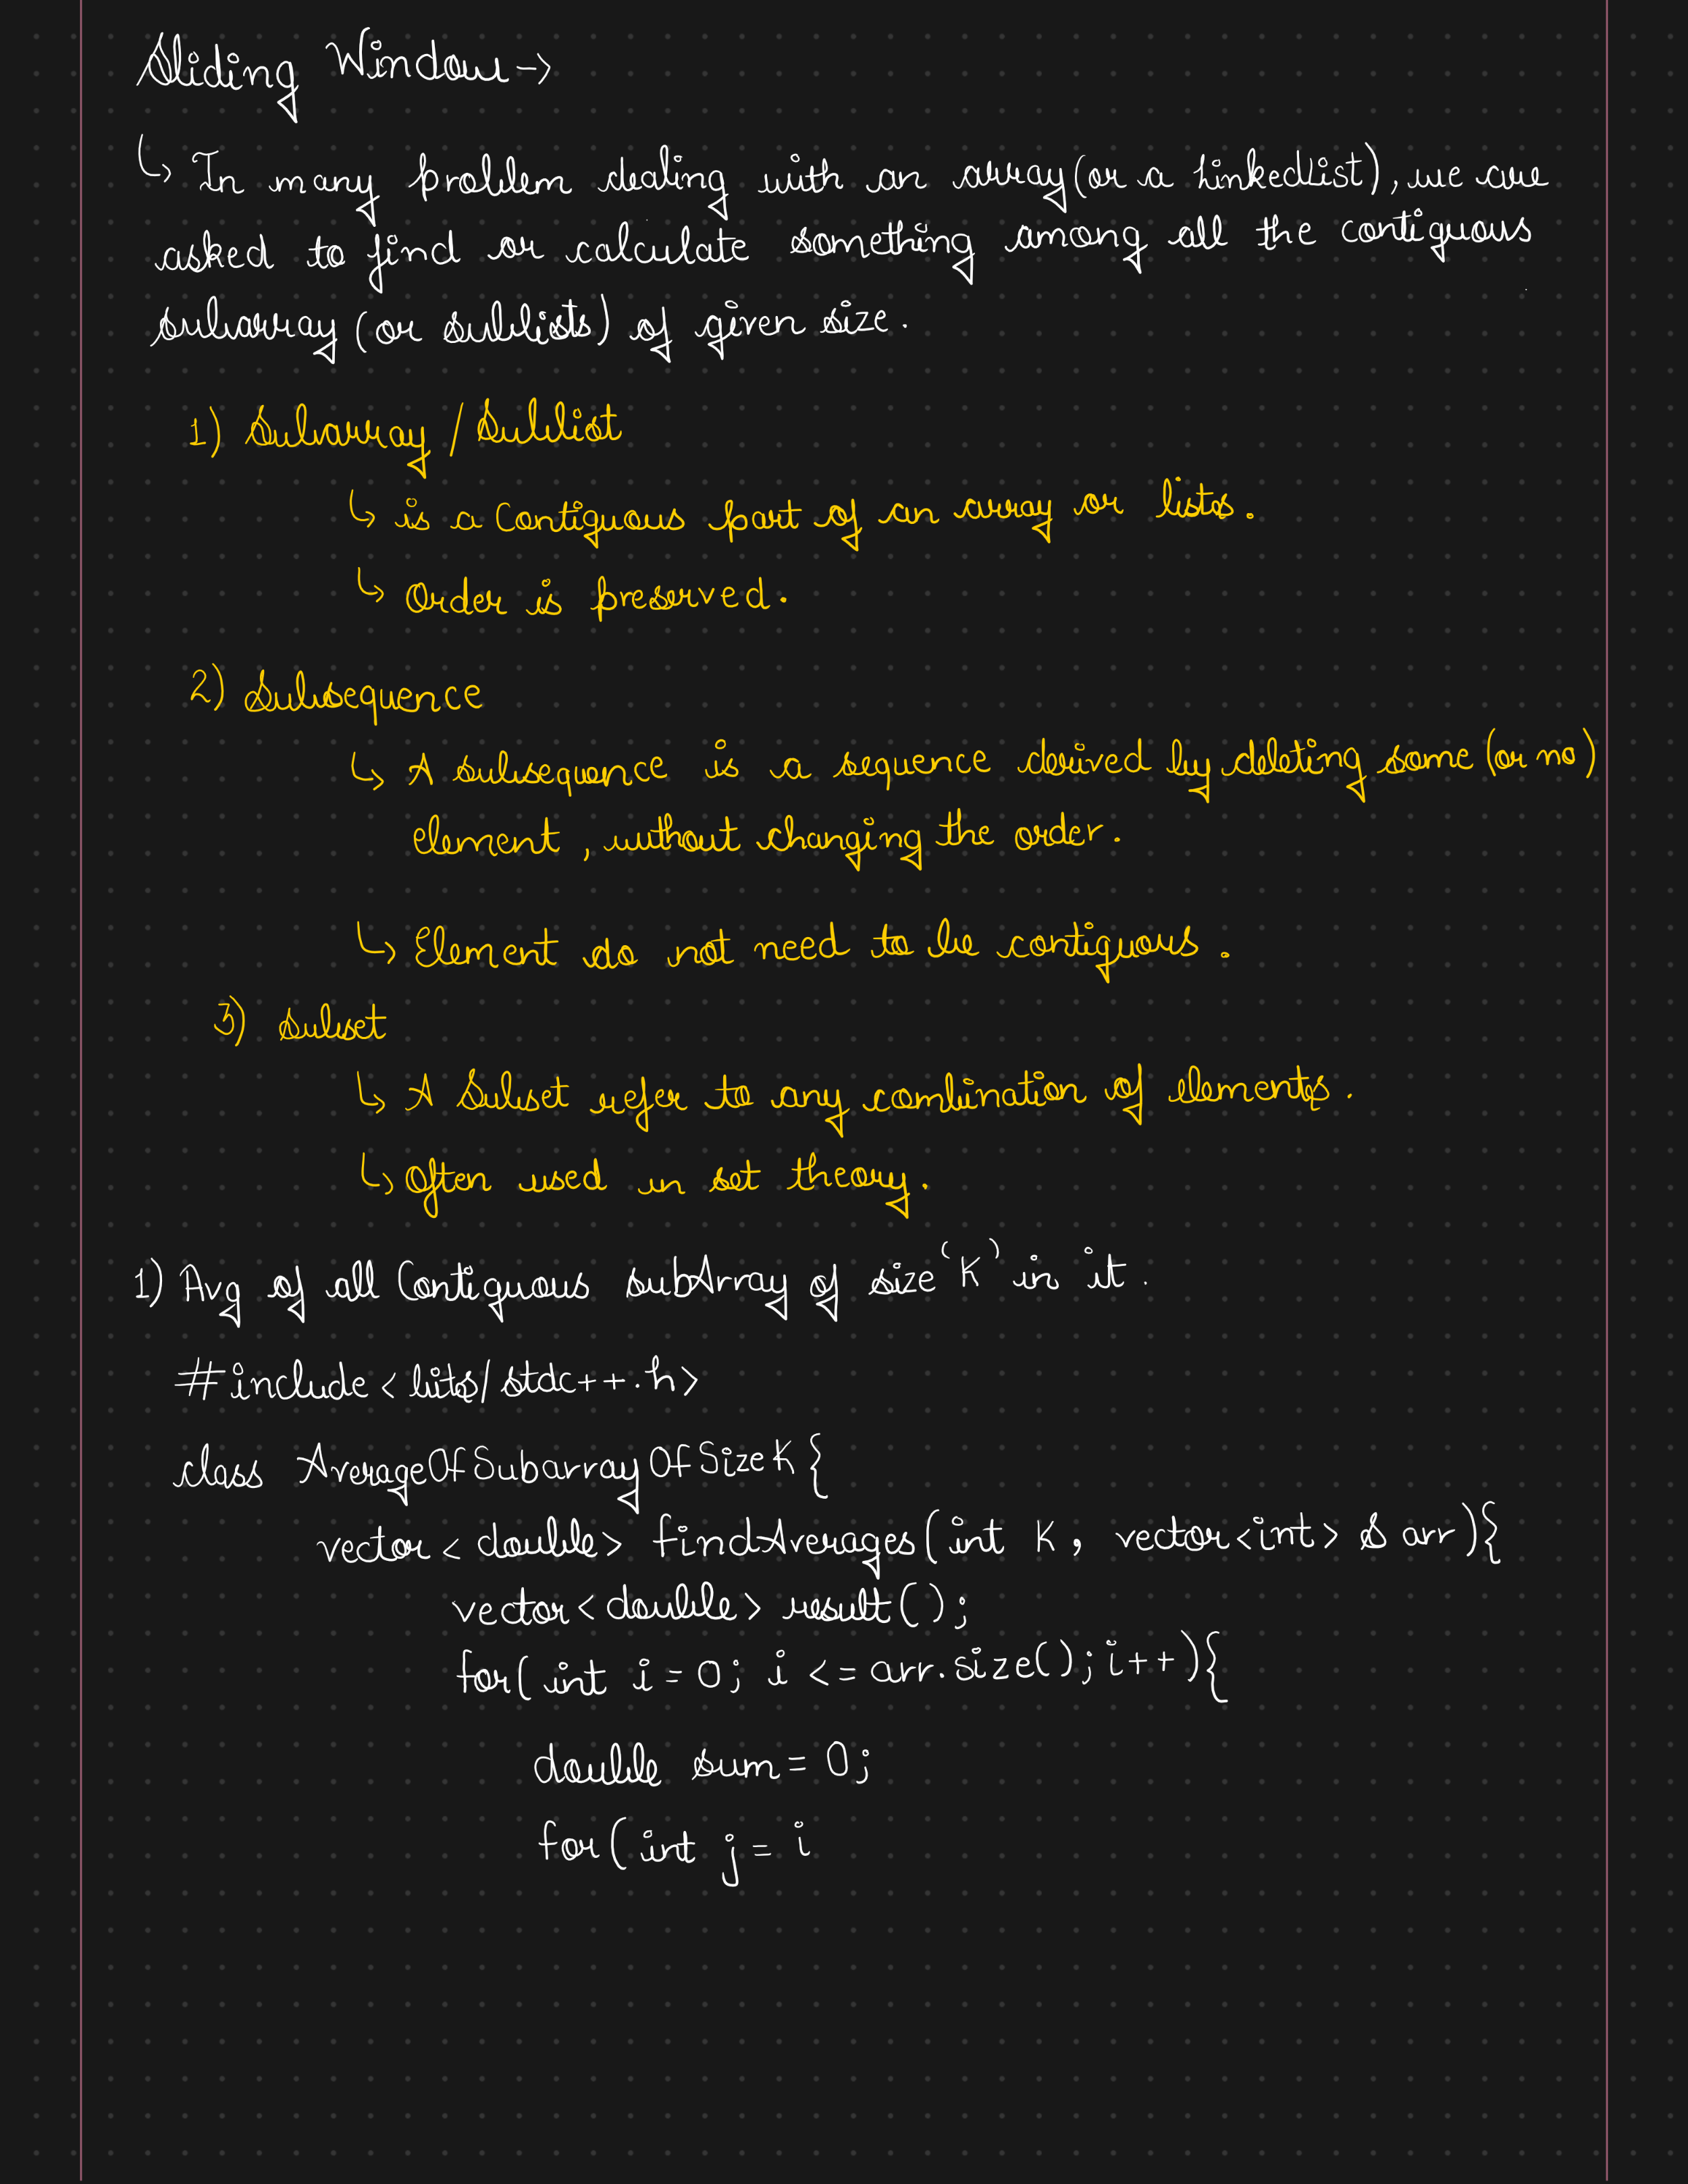 Sliding Window ->
↳ In many problem dealing with an array (or a LinkedList), we are
asked to find or calculate something among all the contiguous
subarray (or sublists) of given size.
1) Subarray / Sublist
↳ is a Contiguous part of an array or lists.
↳ Order is preserved.
2) Subsequence
↳ A subsequence is a sequence derived by deleting some (or no)
element, without changing the order.
↳ Element do not need to be contiguous.
3) Subset
↳ A Subset refer to any combination of elements.
↳ Often used in set theory.
1) Avg of all Contiguous subArray of size 'K' in it.
#include <bits/stdc++.h>
class AverageOfSubarrayOfSizeK {
vector<double> findAverages(int K, vector<int> & arr){
vector<double> result();
for(int i = 0; i <= arr.size(); i++){
double sum = 0;
for(int j = i